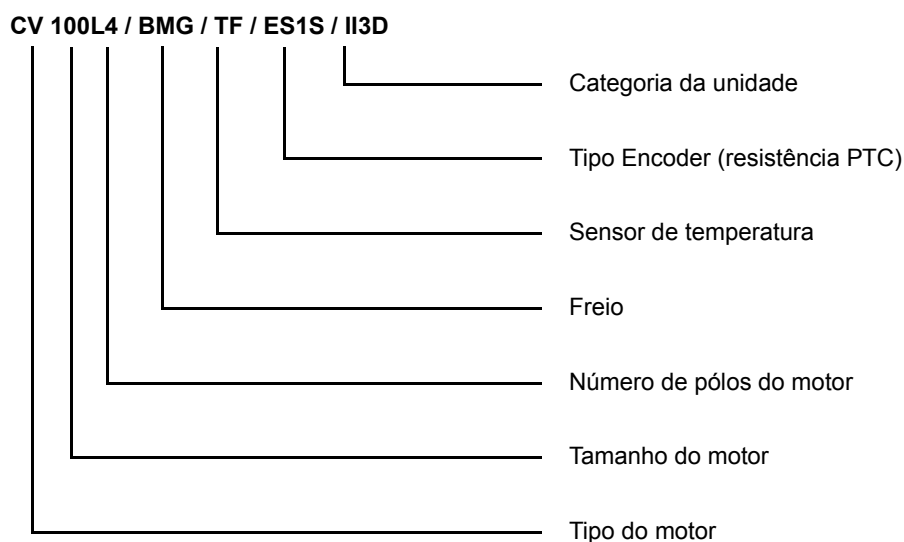 CV 100L4 / BMG / TF / ES1S / II3D
Categoria da unidade
Tipo Encoder (resistência PTC)
Sensor de temperatura
Freio
Número de pólos do motor
Tamanho do motor
Tipo do motor